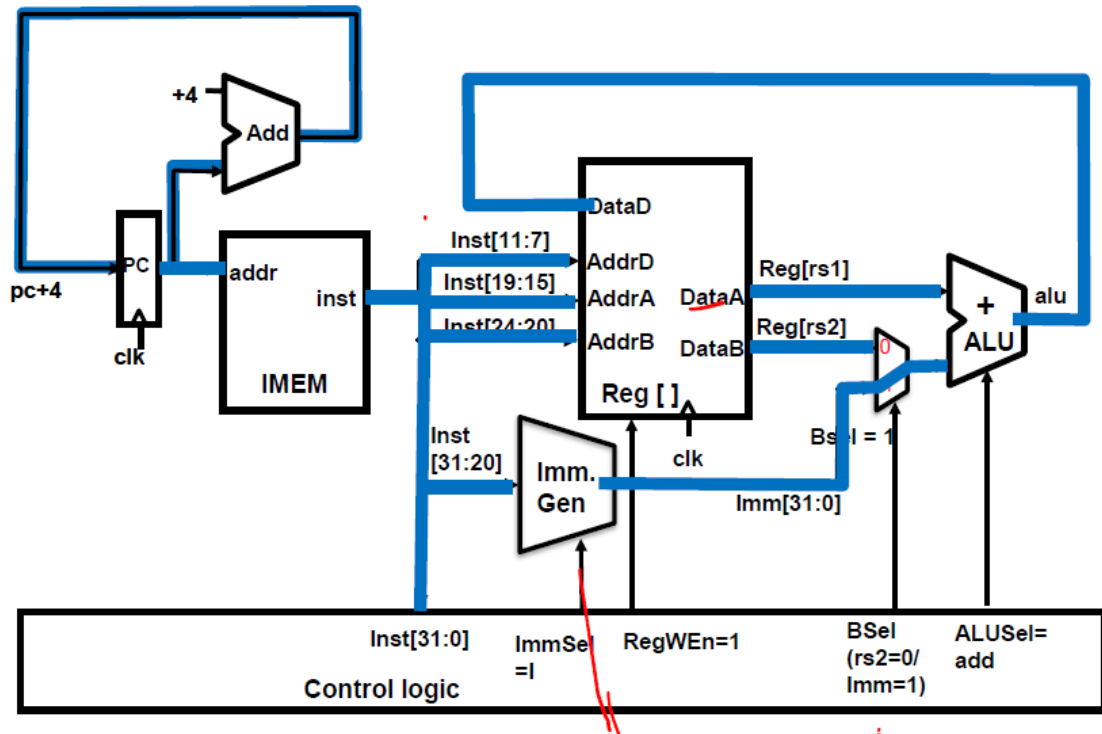 +4
Add
PC
pc+4
clk
addr
inst
IMEM
Inst[11:7]
Inst[19:15]
Inst[24:20]
DataD
AddrD
AddrA
AddrB
DataA
DataB
Reg [ ]
clk
Reg[rs1]
Reg[rs2]
0
+
ALU
alu
Bsel = 1
Inst
[31:20]
Imm.
Gen
Imm[31:0]
Inst[31:0]
ImmSel
=I
RegWEn=1
BSel
(rs2=0/
Imm=1)
ALUSel=
add
Control logic